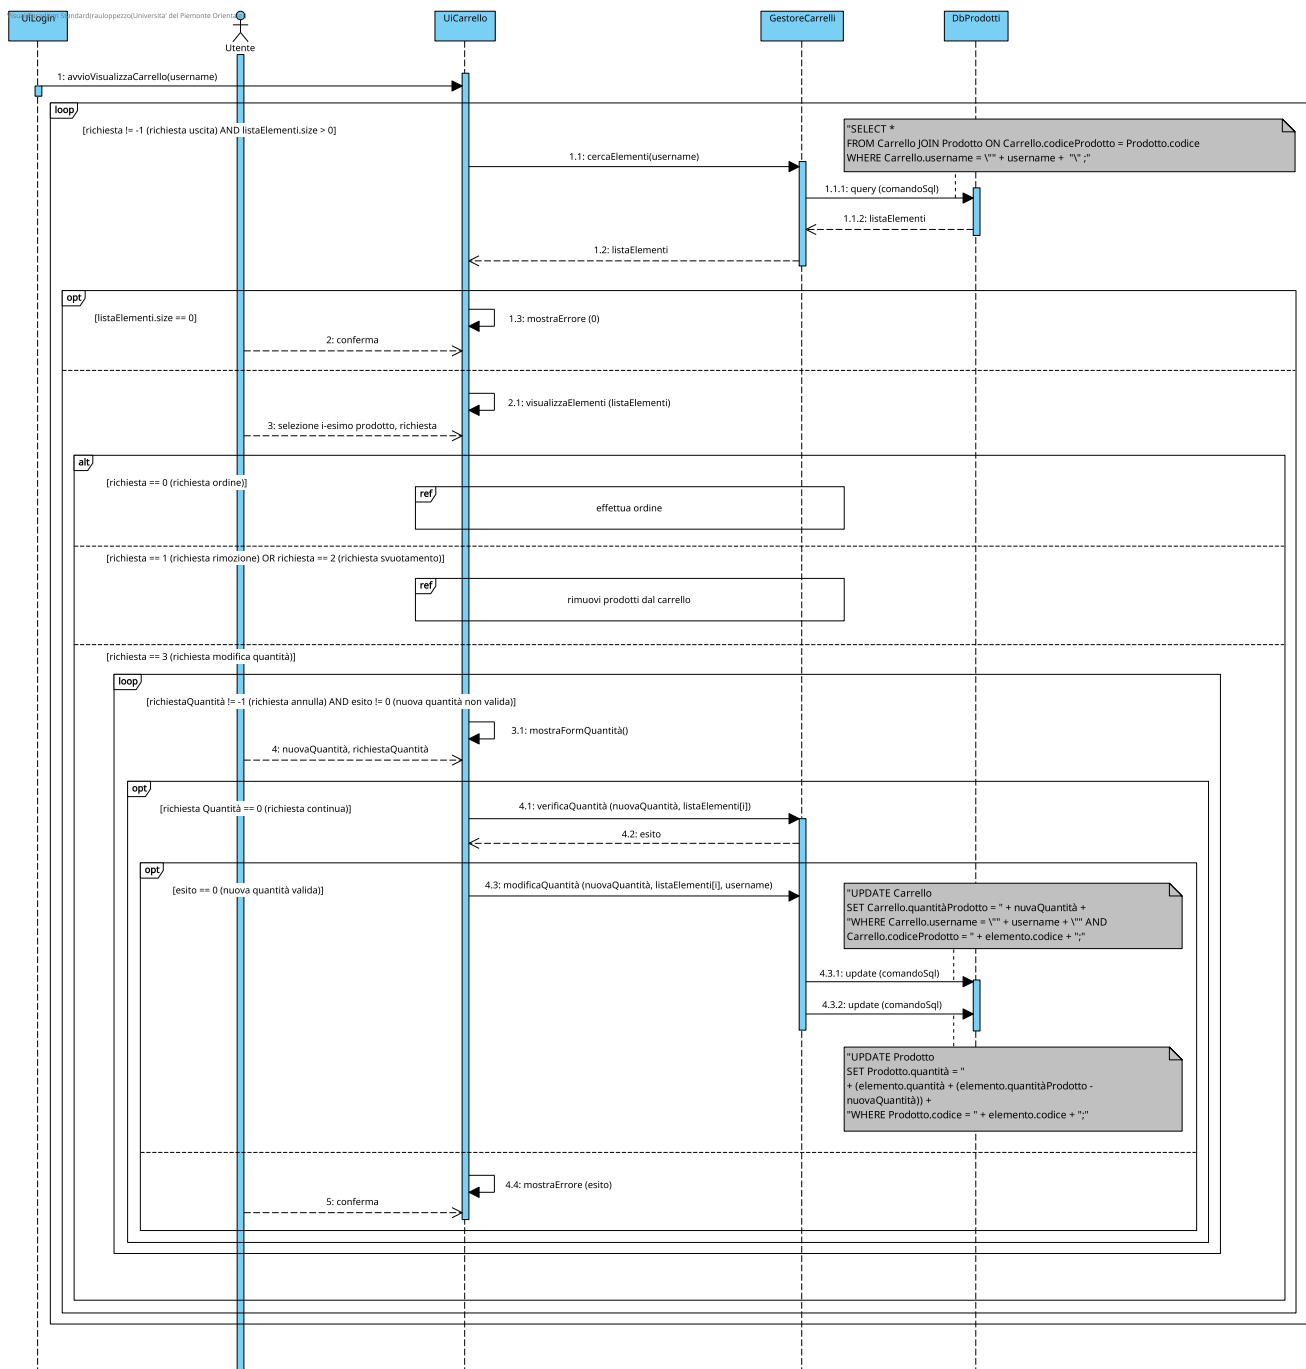 UiLogin
Utente
UiCarrello
GestoreCarrelli
DbProdotti
1: avvioVisualizzaCarrello(username)
loop
[richiesta != -1 (richiesta uscita) AND listaElementi.size > 0]
"SELECT *
FROM Carrello JOIN Prodotto ON Carrello.codiceProdotto = Prodotto.codice
WHERE Carrello.username = \"" + username + "\" ;"
1.1: cercaElementi(username)
1.1.1: query (comandoSql)
1.1.2: listaElementi
1.2: listaElementi
opt
[listaElementi.size == 0]
1.3: mostraErrore (0)
2: conferma
2.1: visualizzaElementi (listaElementi)
3: selezione i-esimo prodotto, richiesta
alt
[richiesta == 0 (richiesta ordine)]
ref
effettua ordine
[richiesta == 1 (richiesta rimozione) OR richiesta == 2 (richiesta svuotamento)]
ref
rimuovi prodotti dal carrello
[richiesta == 3 (richiesta modifica quantità)]
loop
[richiestaQuantità != -1 (richiesta annulla) AND esito != 0 (nuova quantità non valida)]
3.1: mostraFormQuantità()
4: nuovaQuantità, richiestaQuantità
opt
[richiesta Quantità == 0 (richiesta continua)]
4.1: verificaQuantità (nuovaQuantità, listaElementi[i])
4.2: esito
opt
[esito == 0 (nuova quantità valida)]
4.3: modificaQuantità (nuovaQuantità, listaElementi[i], username)
"UPDATE Carrello
SET Carrello.quantitàProdotto = " + nuvaQuantità +
"WHERE Carrello.username = \"" + username + \"" AND
Carrello.codiceProdotto = " + elemento.codice + ";"
4.3.1: update (comandoSql)
4.3.2: update (comandoSql)
"UPDATE Prodotto
SET Prodotto.quantità = "
+ (elemento.quantità + (elemento.quantitàProdotto -
nuovaQuantità)) +
"WHERE Prodotto.codice = " + elemento.codice + ";"
4.4: mostraErrore (esito)
5: conferma